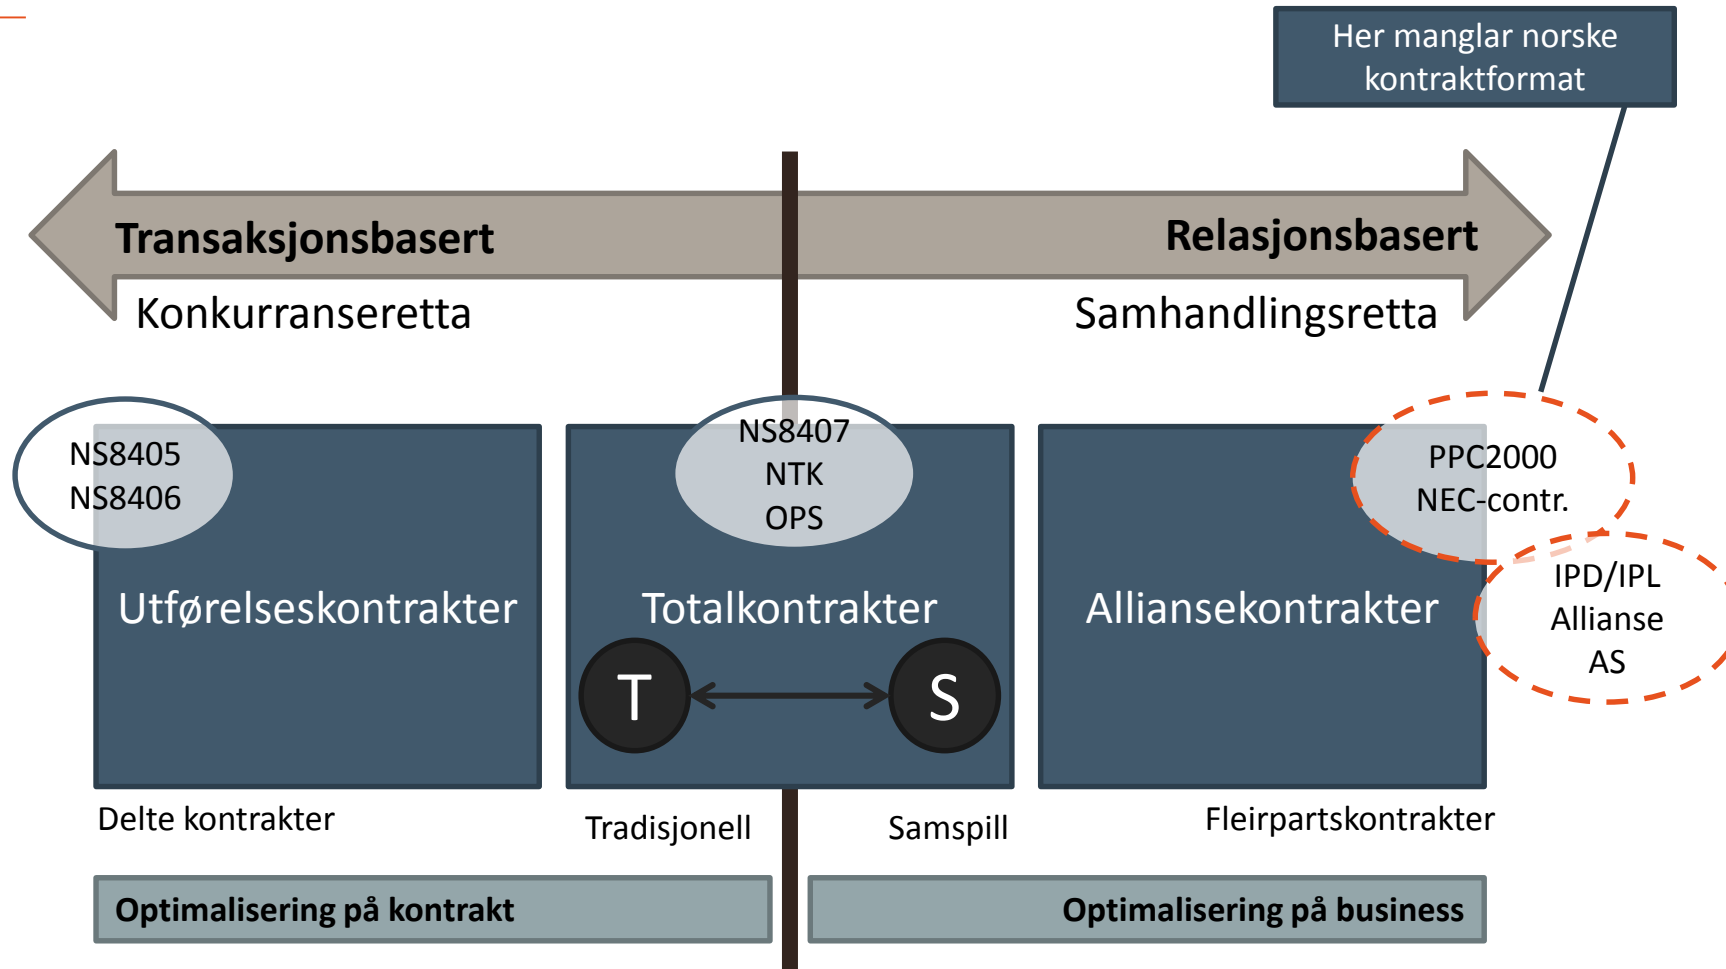 Her manglar norske
kontraktformat
Transaksjonsbasert
Relasjonsbasert
Konkurranseretta
Samhandlingsretta
NS8405
NS8406
NS8407
NTK
OPS
PPC2000
NEC-contr.
IPD/IPL
Allianse
AS
Utførelseskontrakter
Totalkontrakter
Alliansekontrakter
T
S
Delte kontrakter
Tradisjonell
Samspill
Fleirpartskontrakter
Optimalisering på kontrakt
Optimalisering på business